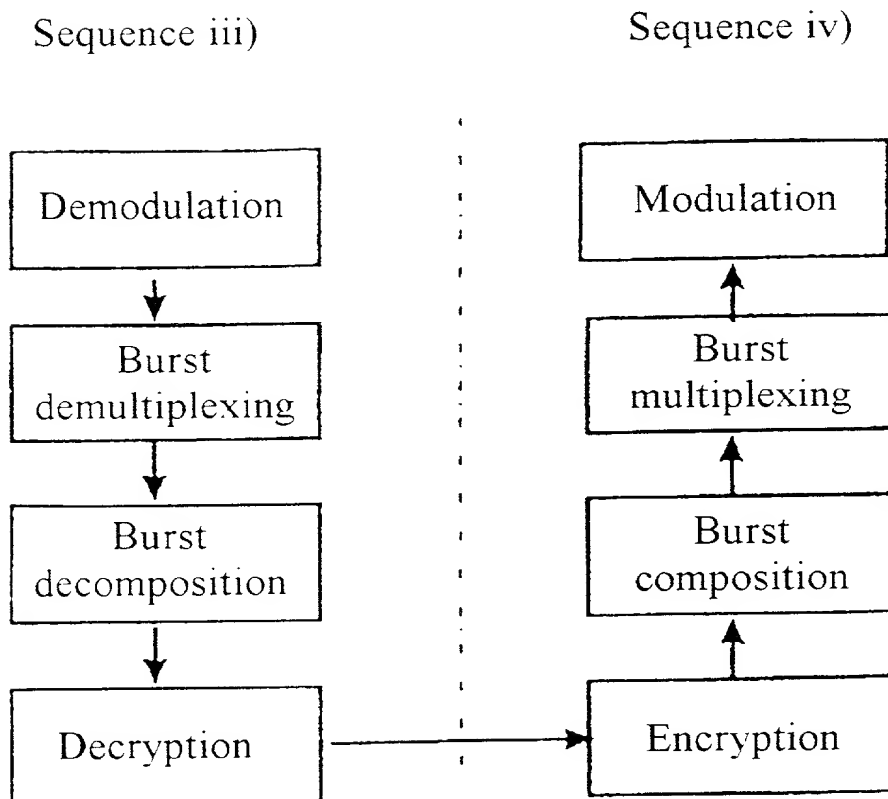 Sequence iii)
Sequence iv)
Demodulation
Modulation
Burst
demultiplexing
Burst
multiplexing
Burst
decomposition
Burst
composition
Decryption
Encryption